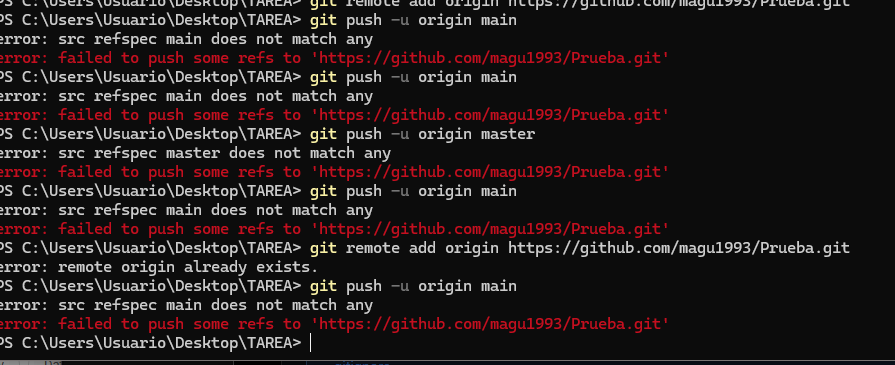 PS C:\Users\Usuario\Desktop\TAREA> git remote add origin https://github.com/magu1993/Prueba.git
PS C:\Users\Usuario\Desktop\TAREA> git push -u origin main
error: src refspec main does not match any
error: failed to push some refs to 'https://github.com/magu1993/Prueba.git'
PS C:\Users\Usuario\Desktop\TAREA> git push -u origin main
error: src refspec main does not match any
error: failed to push some refs to 'https://github.com/magu1993/Prueba.git'
PS C:\Users\Usuario\Desktop\TAREA> git push -u origin master
error: src refspec master does not match any
error: failed to push some refs to 'https://github.com/magu1993/Prueba.git'
PS C:\Users\Usuario\Desktop\TAREA> git push -u origin main
error: src refspec main does not match any
error: failed to push some refs to 'https://github.com/magu1993/Prueba.git'
PS C:\Users\Usuario\Desktop\TAREA> git remote add origin https://github.com/magu1993/Prueba.git
error: remote origin already exists.
PS C:\Users\Usuario\Desktop\TAREA> git push -u origin main
error: src refspec main does not match any
error: failed to push some refs to 'https://github.com/magu1993/Prueba.git'
PS C:\Users\Usuario\Desktop\TAREA>